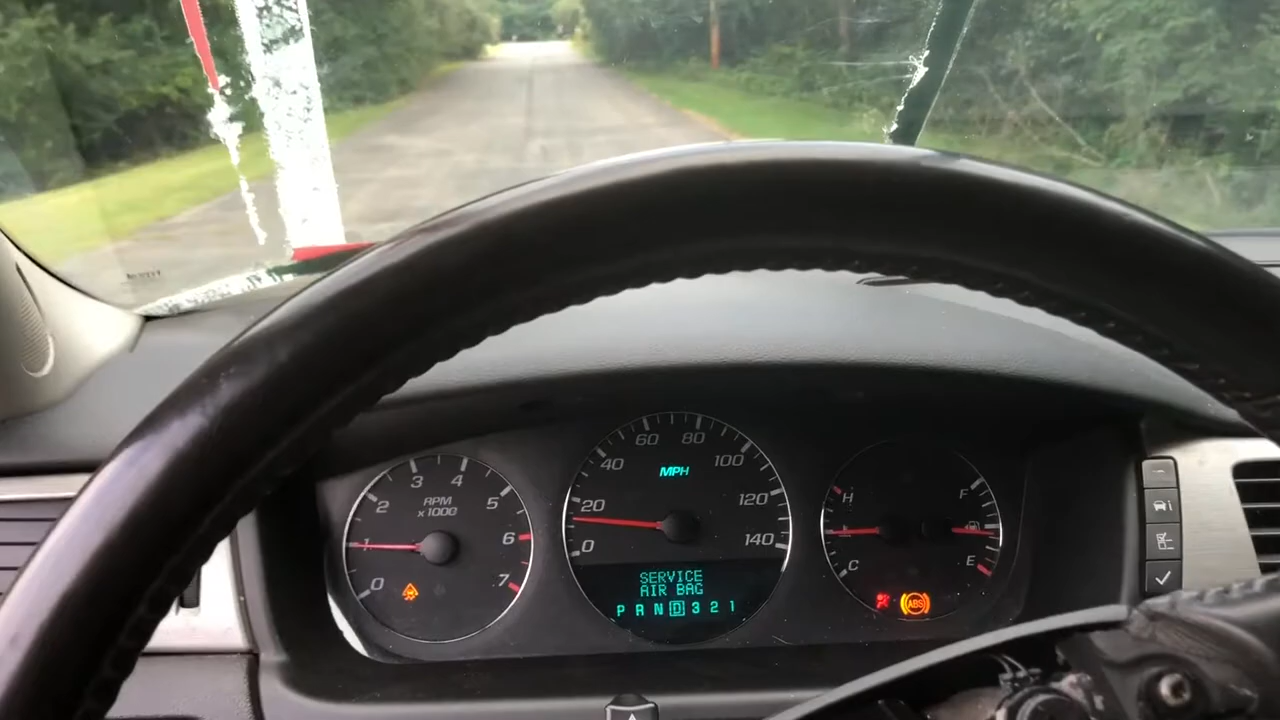 3 4
2 5
RPM
x1000
1 6
0 7
60 80
40 100
MPH
20 120
0 140
SERVICE
AIR BAG
P R N D 3 2 1
H F
C E
ABS